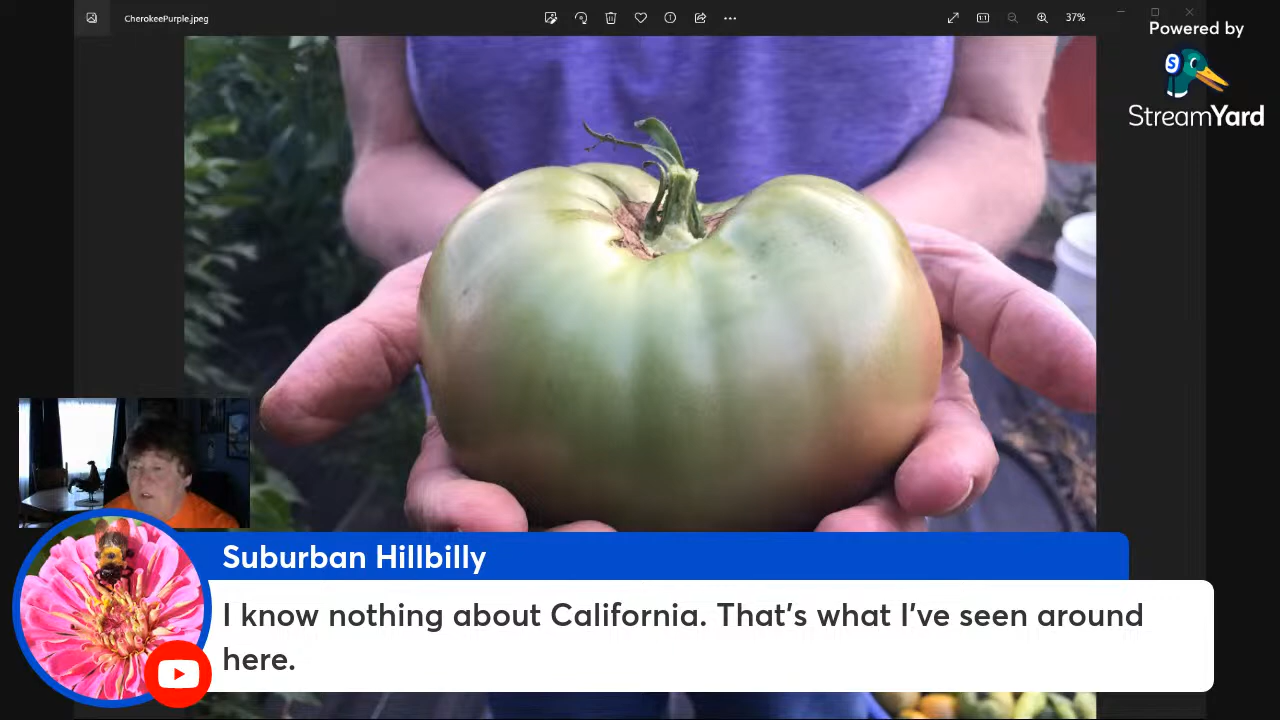 CherokeePurple.jpeg
37%
Powered by
StreamYard
Suburban Hillbilly
I know nothing about California. That's what I've seen around
here.